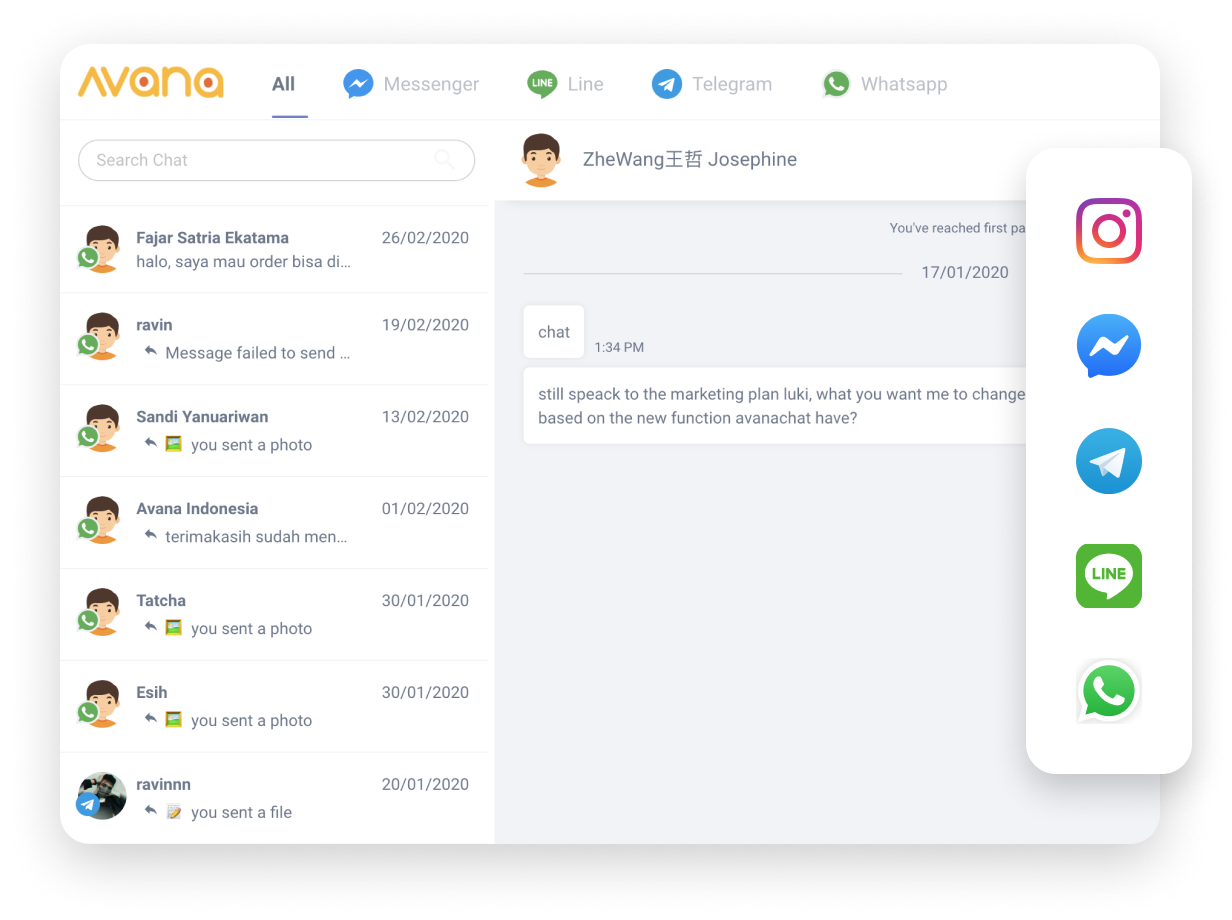 AVana
All
Messenger
LINE
Line
Telegram
Whatsapp
Search Chat
Fajar Satria Ekatama
26/02/2020
halo, saya mau order bisa di...
ravin
19/02/2020
Message failed to send ...
Sandi Yanuariwan
13/02/2020
you sent a photo
Avana Indonesia
01/02/2020
terimakasih sudah men...
Tatcha
30/01/2020
you sent a photo
Esih
30/01/2020
you sent a photo
ravinnn
20/01/2020
you sent a file
ZheWang王哲 Josephine
You've reached first pa
17/01/2020
chat
1:34 PM
still speack to the marketing plan luki, what you want me to change
based on the new function avanachat have?
LINE